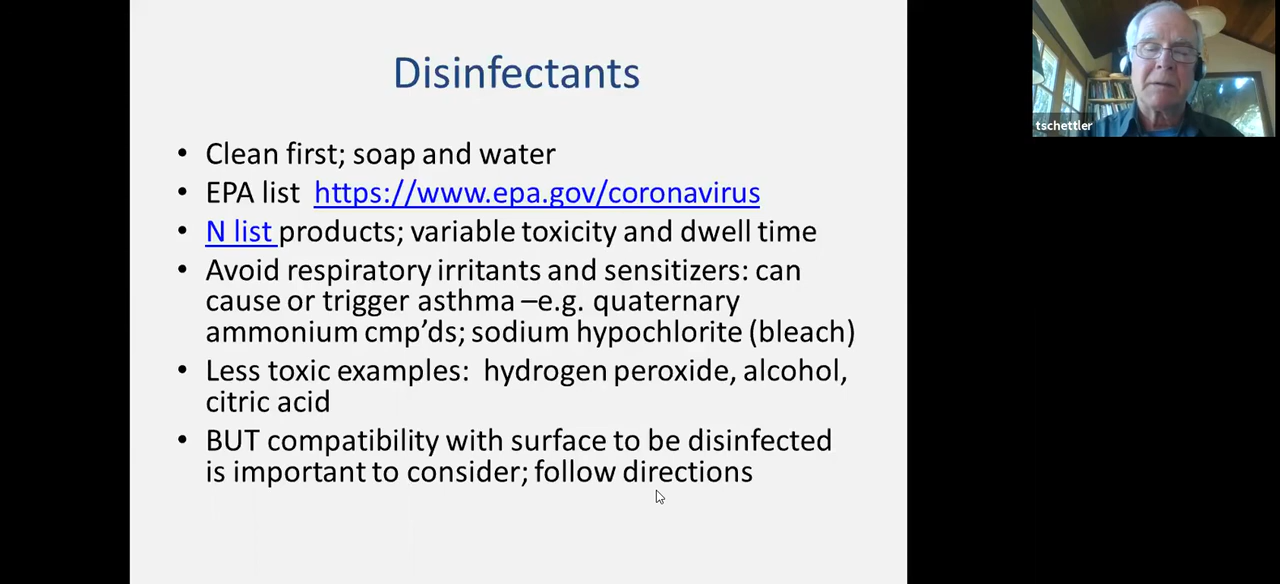 Disinfectants
• Clean first; soap and water
• EPA list  https://www.epa.gov/coronavirus
• N list products; variable toxicity and dwell time
• Avoid respiratory irritants and sensitizers: can
cause or trigger asthma –e.g. quaternary
ammonium cmp’ds; sodium hypochlorite (bleach)
• Less toxic examples:  hydrogen peroxide, alcohol,
citric acid
• BUT compatibility with surface to be disinfected
is important to consider; follow directions
tschettler